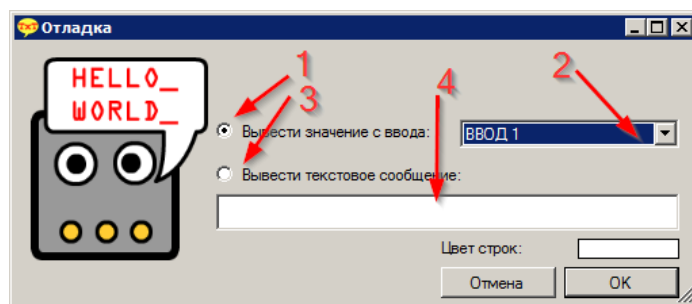 Отладка
HELLO_
WORLD_
1
2
3
4
Вывести значение с ввода:
ВВОД 1
Вывести текстовое сообщение:
Цвет строк:
Отмена
OK